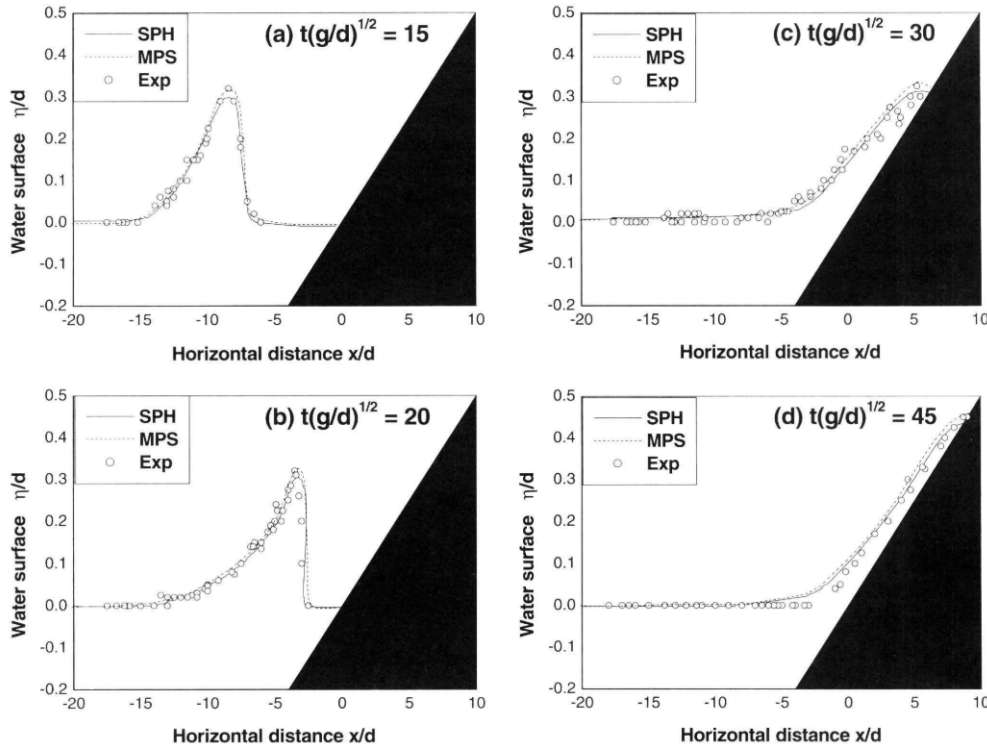 (a) t(g/d)^1/2 = 15
SPH
MPS
Exp
Water surface η/d
0.5
0.4
0.3
0.2
0.1
0.0
-0.1
-0.2
-20 -15 -10 -5 0 5 10
Horizontal distance x/d
(c) t(g/d)^1/2 = 30
SPH
MPS
Exp
Water surface η/d
0.5
0.4
0.3
0.2
0.1
0.0
-0.1
-0.2
-20 -15 -10 -5 0 5 10
Horizontal distance x/d
(b) t(g/d)^1/2 = 20
SPH
MPS
Exp
Water surface η/d
0.5
0.4
0.3
0.2
0.1
0.0
-0.1
-0.2
-20 -15 -10 -5 0 5 10
Horizontal distance x/d
(d) t(g/d)^1/2 = 45
SPH
MPS
Exp
Water surface η/d
0.5
0.4
0.3
0.2
0.1
0.0
-0.1
-0.2
-20 -15 -10 -5 0 5 10
Horizontal distance x/d